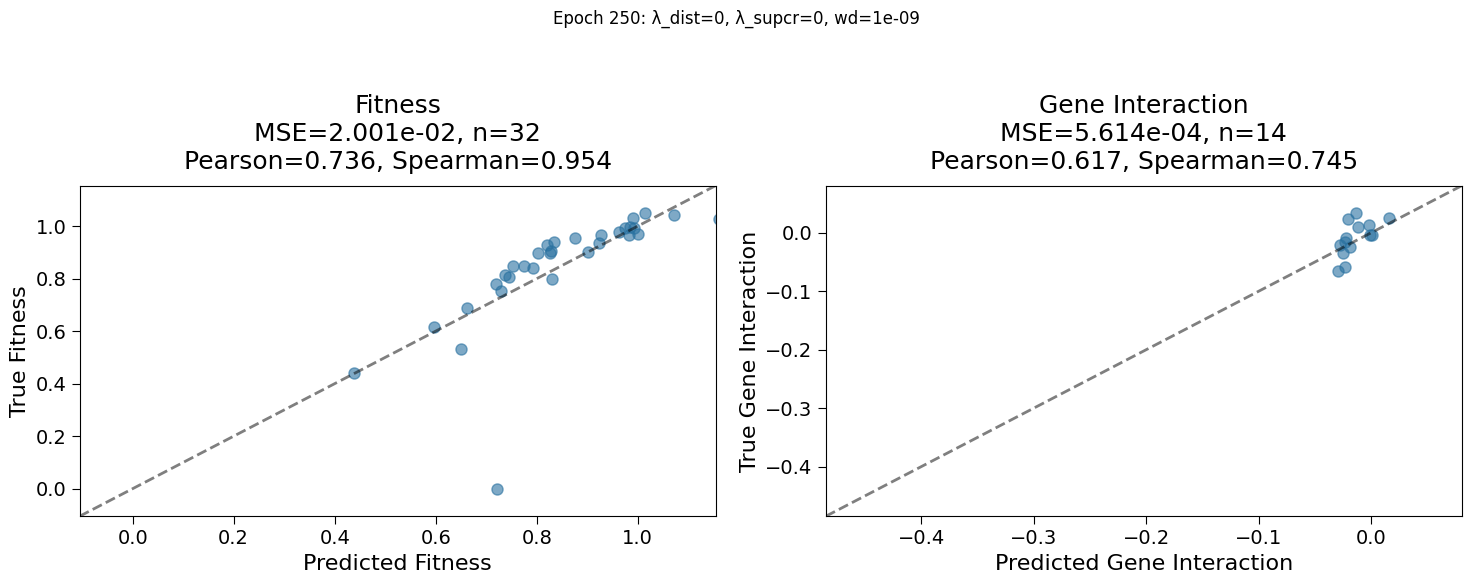 Epoch 250: λ_dist=0, λ_supcr=0, wd=1e-09
Fitness
MSE=2.001e-02, n=32
Pearson=0.736, Spearman=0.954
True Fitness
1.0
0.8
0.6
0.4
0.2
0.0
0.0 0.2 0.4 0.6 0.8 1.0
Predicted Fitness
Gene Interaction
MSE=5.614e-04, n=14
Pearson=0.617, Spearman=0.745
True Gene Interaction
0.0
−0.1
−0.2
−0.3
−0.4
−0.4 −0.3 −0.2 −0.1 0.0
Predicted Gene Interaction